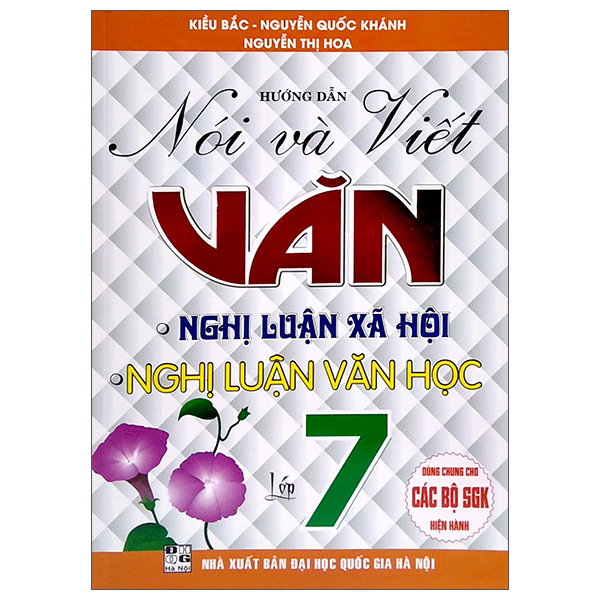 KIỀU BẮC - NGUYỄN QUỐC KHÁNH
NGUYỄN THỊ HOA
HƯỚNG DẪN
Nói và Viết
VĂN
• NGHỊ LUẬN XÃ HỘI
• NGHỊ LUẬN VĂN HỌC
Lớp 7
DÙNG CHUNG CHO
CÁC BỘ SGK
HIỆN HÀNH
Hà Nội
NHÀ XUẤT BẢN ĐẠI HỌC QUỐC GIA HÀ NỘI